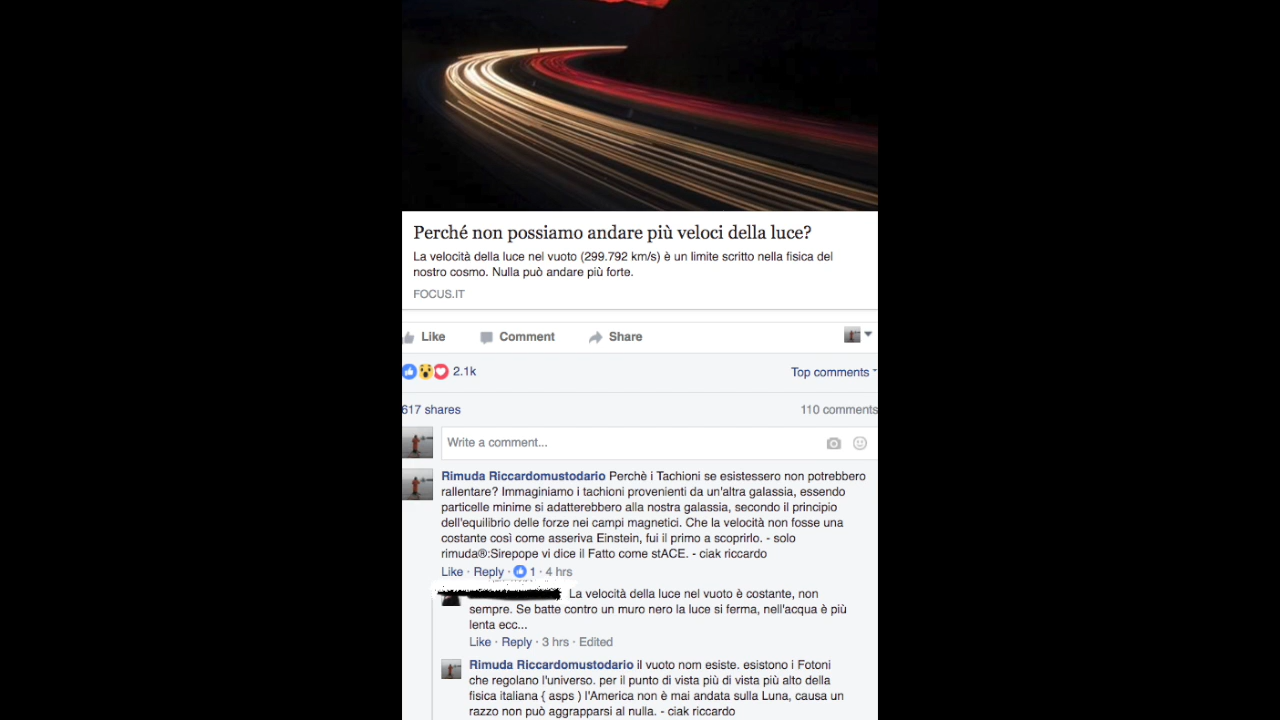 Perché non possiamo andare più veloci della luce?
La velocità della luce nel vuoto (299.792 km/s) è un limite scritto nella fisica del
nostro cosmo. Nulla può andare più forte.
FOCUS.IT
Like Comment Share
2.1k Top comments
617 shares 110 comments
Write a comment...
Rimuda Riccardomustodario Perchè i Tachioni se esistessero non potrebbero
rallentare? Immaginiamo i tachioni provenienti da un'altra galassia, essendo
particelle minime si adatterebbero alla nostra galassia, secondo il principio
dell'equilibrio delle forze nei campi magnetici. Che la velocità non fosse una
costante così come asseriva Einstein, fui il primo a scoprirlo. - solo
rimuda®:Sirepope vi dice il Fatto come stACE. - ciak riccardo
Like · Reply · 1 · 4 hrs
La velocità della luce nel vuoto è costante, non
sempre. Se batte contro un muro nero la luce si ferma, nell'acqua è più
lenta ecc...
Like · Reply · 3 hrs · Edited
Rimuda Riccardomustodario il vuoto nom esiste. esistono i Fotoni
che regolano l'universo. per il punto di vista più di vista più alto della
fisica italiana { asps } l'America non è mai andata sulla Luna, causa un
razzo non può aggrapparsi al nulla. - ciak riccardo